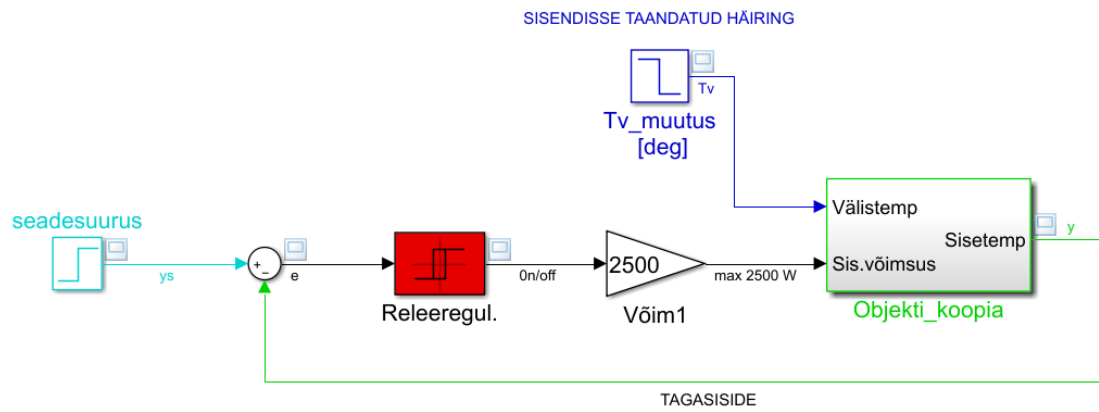 SISENDISSE TAANDATUD HÄIRING
Tv
Tv_muutus
[deg]
seadesuurus
ys
+
-
e
Releeregul.
0n/off
2500
Võim1
max 2500 W
Välistemp
Sisetemp
Sis.võimsus
Objekti_koopia
y
TAGASISIDE